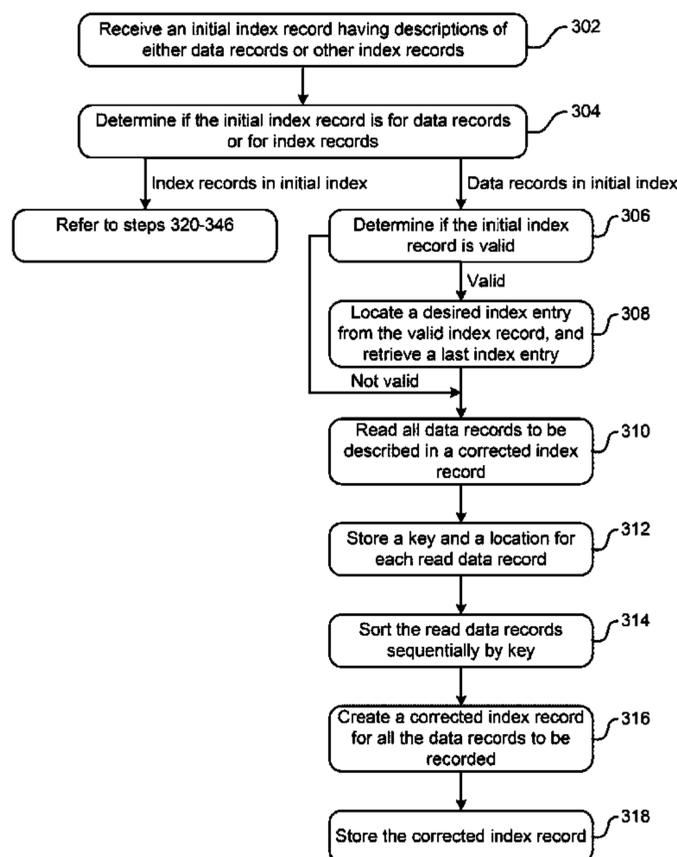 Receive an initial index record having descriptions of
either data records or other index records
302
Determine if the initial index record is for data records
or for index records
304
Index records in initial index
Data records in initial index
Refer to steps 320-346
Determine if the initial index
record is valid
306
Valid
Locate a desired index entry
from the valid index record, and
retrieve a last index entry
308
Not valid
Read all data records to be
described in a corrected index
record
310
Store a key and a location for
each read data record
312
Sort the read data records
sequentially by key
314
Create a corrected index record
for all the data records to be
recorded
316
Store the corrected index record
318